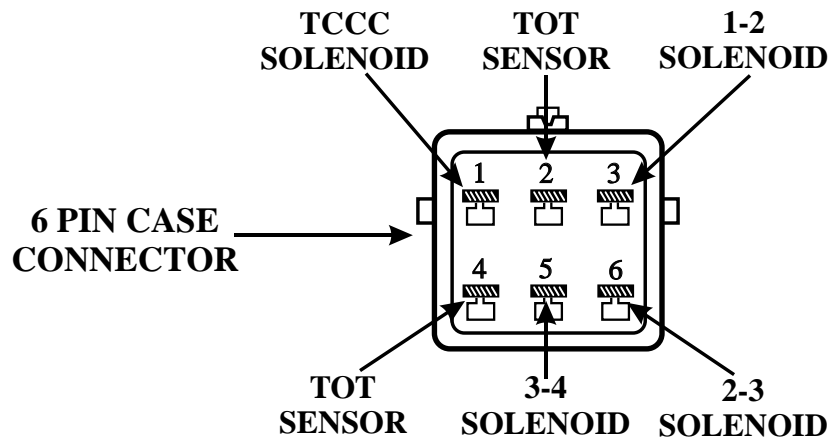 TCCC
SOLENOID
TOT
SENSOR
1-2
SOLENOID
1 2 3
6 PIN CASE
CONNECTOR
4 5 6
TOT
SENSOR
3-4
SOLENOID
2-3
SOLENOID